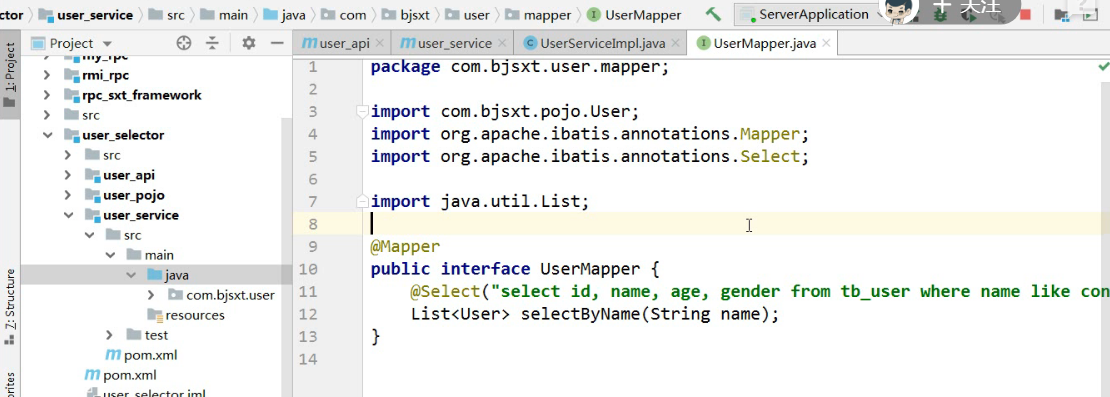 ctor user_service src main java com bjsxt user mapper UserMapper ServerApplication 关注
Project user_api user_service UserServiceImpl.java UserMapper.java
1: Project
rmi_rpc
rpc_sxt_framework
src
user_selector
src
user_api
user_pojo
user_service
src
main
java
com.bjsxt.user
resources
test
pom.xml
pom.xml
user_selector.iml
Z: Structure
1 package com.bjsxt.user.mapper;
2
3 import com.bjsxt.pojo.User;
4 import org.apache.ibatis.annotations.Mapper;
5 import org.apache.ibatis.annotations.Select;
6
7 import java.util.List;
8
9 @Mapper
10 public interface UserMapper {
11 @Select("select id, name, age, gender from tb_user where name like con
12 List<User> selectByName(String name);
13 }
14